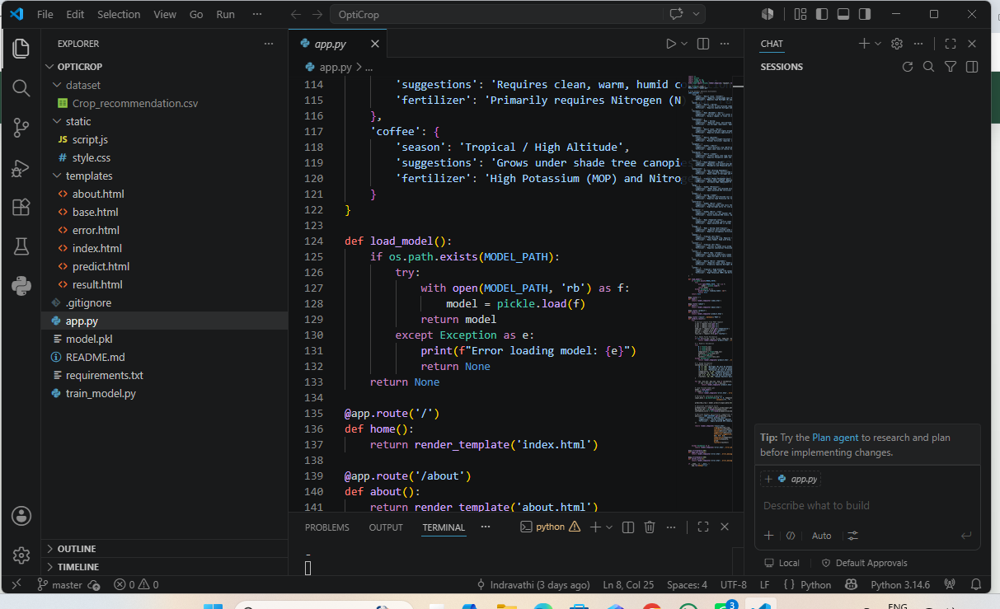 File Edit Selection View Go Run ··· OptiCrop
EXPLORER ···
OPTICROP
dataset
Crop_recommendation.csv
static
JS script.js
# style.css
templates
<> about.html
<> base.html
<> error.html
<> index.html
<> predict.html
<> result.html
.gitignore
app.py
model.pkl
README.md
requirements.txt
train_model.py
OUTLINE
TIMELINE
app.py
app.py > ...
114 'suggestions': 'Requires clean, warm, humid c
115 'fertilizer': 'Primarily requires Nitrogen (N
116 },
117 'coffee': {
118 'season': 'Tropical / High Altitude',
119 'suggestions': 'Grows under shade tree canopi
120 'fertilizer': 'High Potassium (MOP) and Nitro
121 }
122 }
123
124 def load_model():
125 if os.path.exists(MODEL_PATH):
126 try:
127 with open(MODEL_PATH, 'rb') as f:
128 model = pickle.load(f)
129 return model
130 except Exception as e:
131 print(f"Error loading model: {e}")
132 return None
133 return None
134
135 @app.route('/')
136 def home():
137 return render_template('index.html')
138
139 @app.route('/about')
140 def about():
141 return render_template('about.html')
PROBLEMS OUTPUT TERMINAL ··· python
CHAT
SESSIONS
Tip: Try the Plan agent to research and plan
before implementing changes.
+ app.py
Describe what to build
Auto
Local Default Approvals
master 0 0 Indravathi (3 days ago) Ln 8, Col 25 Spaces: 4 UTF-8 LF { } Python Python 3.14.6
3 ENG